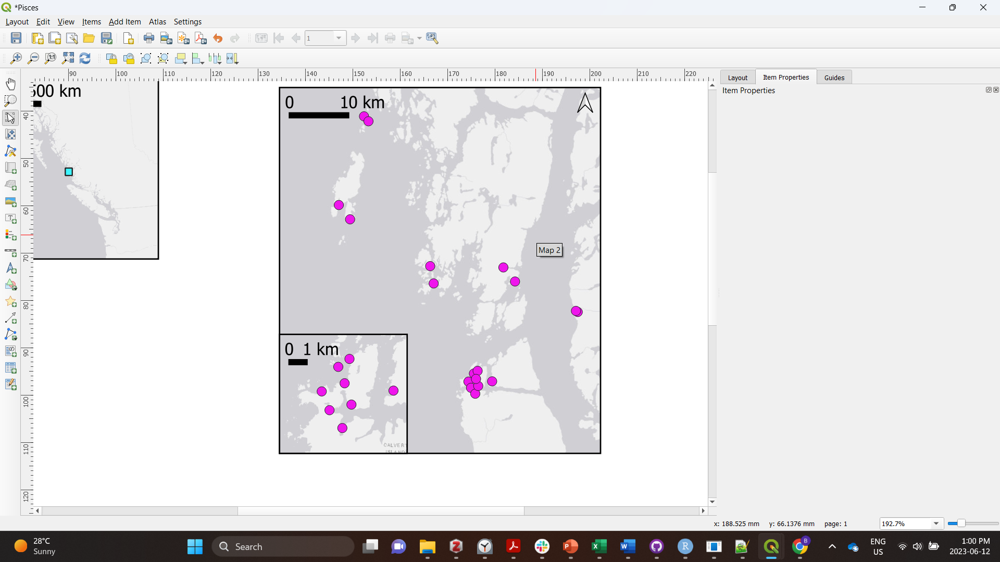 *Pisces
Layout Edit View Items Add Item Atlas Settings
1
90 100 110 120 130 140 150 160 170 180 190 200 210 220
40
50
60
70
80
90
100
110
120
00 km
0 10 km
Map 2
0 1 km
CALVERT
ISLAND
Layout Item Properties Guides
Item Properties
x: 188.525 mm y: 66.1376 mm page: 1 192.7%
28°C
Sunny
Search
ENG
US
1:00 PM
2023-06-12